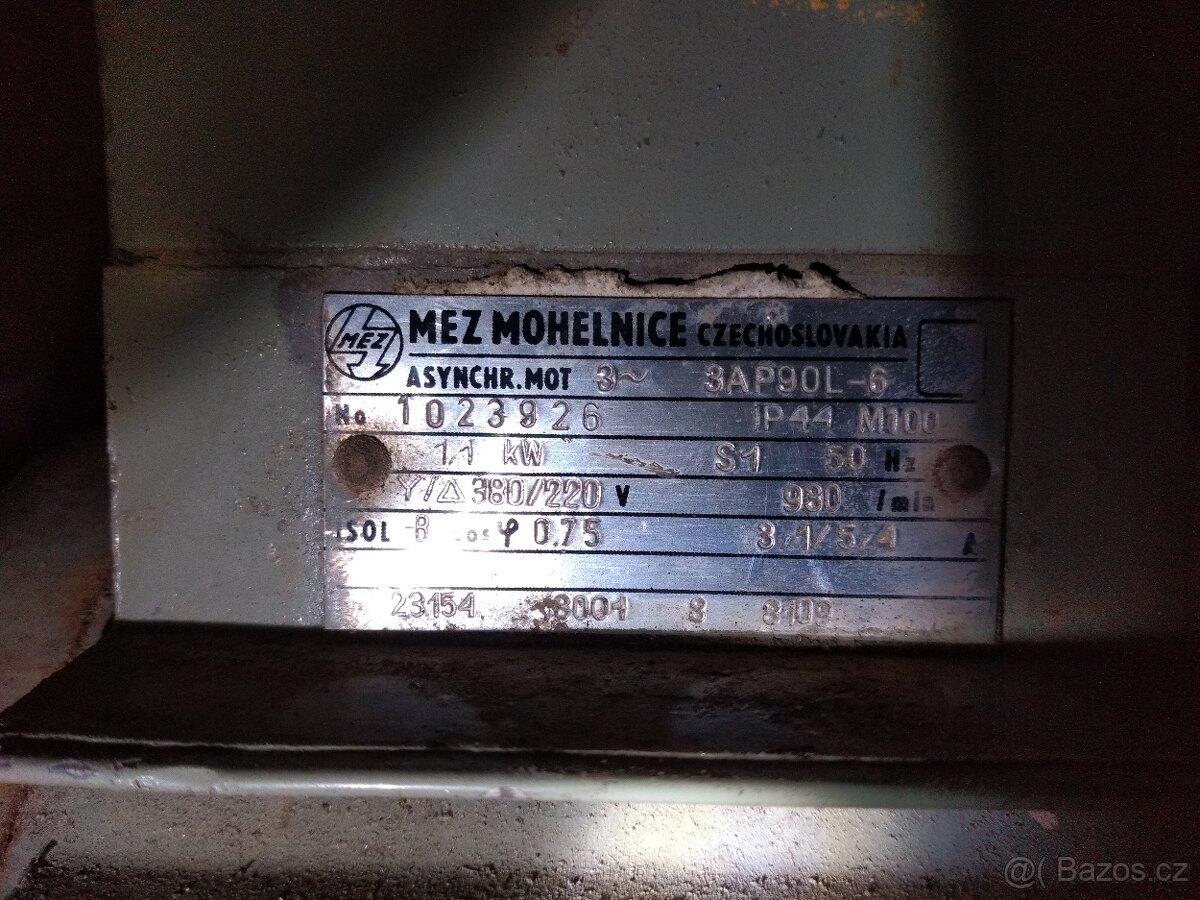 MEZ MEZ MOHELNICE CZECHOSLOVAKIA
ASYNCHR.MOT 3~ 3AP90L-6
No 1023926 IP44 M100
1,1 kW S1 50 Hz
Y/△ 380/220 V 930 /min
ISOL B cos φ 0,75 3,1/5,4 A
23154 8
@( Bazos.cz